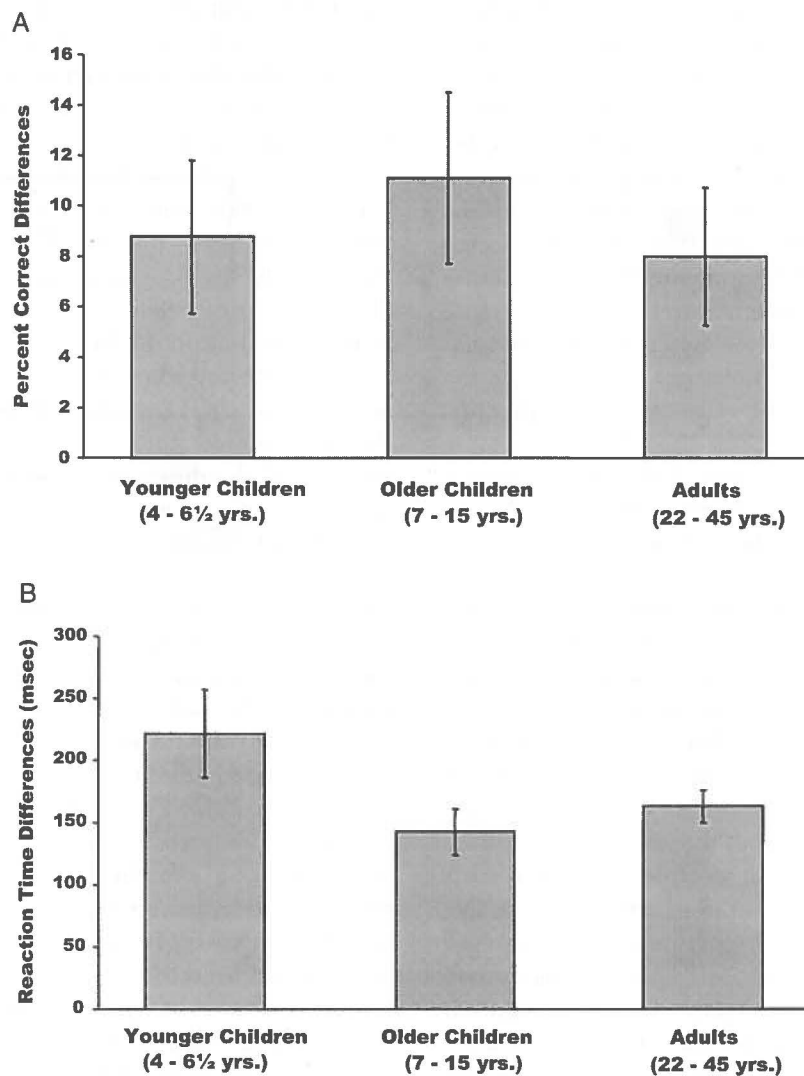 A
16
14
12
10
8
6
4
2
0
Percent Correct Differences
Younger Children
(4 - 6½ yrs.)
Older Children
(7 - 15 yrs.)
Adults
(22 - 45 yrs.)
B
300
250
200
150
100
50
0
Reaction Time Differences (msec)
Younger Children
(4 - 6½ yrs.)
Older Children
(7 - 15 yrs.)
Adults
(22 - 45 yrs.)